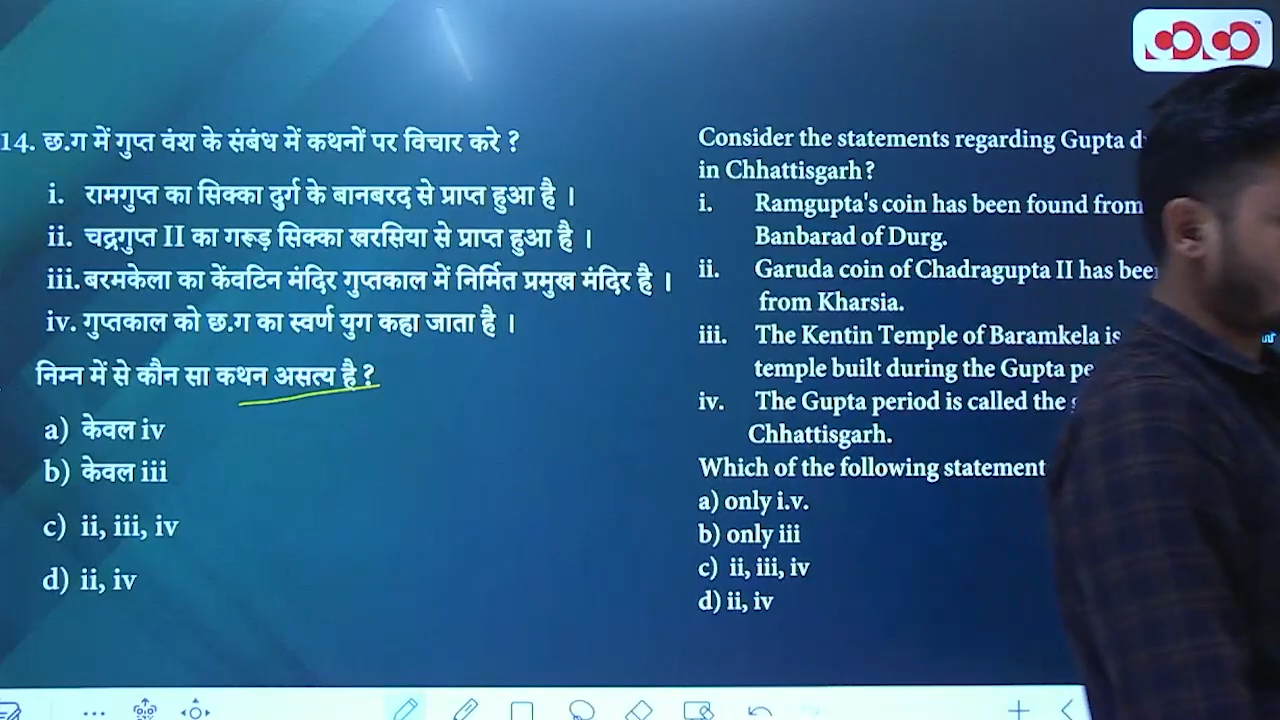 14. छ.ग में गुप्त वंश के संबंध में कथनों पर विचार करे ?
i. रामगुप्त का सिक्का दुर्ग के बानबरद से प्राप्त हुआ है ।
ii. चद्रगुप्त II का गरूड़ सिक्का खरसिया से प्राप्त हुआ है ।
iii. बरमकेला का केंवटिन मंदिर गुप्तकाल में निर्मित प्रमुख मंदिर है ।
iv. गुप्तकाल को छ.ग का स्वर्ण युग कहा जाता है ।
निम्न में से कौन सा कथन असत्य है ?
a) केवल iv
b) केवल iii
c) ii, iii, iv
d) ii, iv
Consider the statements regarding Gupta
in Chhattisgarh?
i. Ramgupta's coin has been found from
Banbarad of Durg.
ii. Garuda coin of Chadragupta II has
from Kharsia.
iii. The Kentin Temple of Baramkela is
temple built during the Gupta
iv. The Gupta period is called the
Chhattisgarh.
Which of the following statement
a) only i.v.
b) only iii
c) ii, iii, iv
d) ii, iv